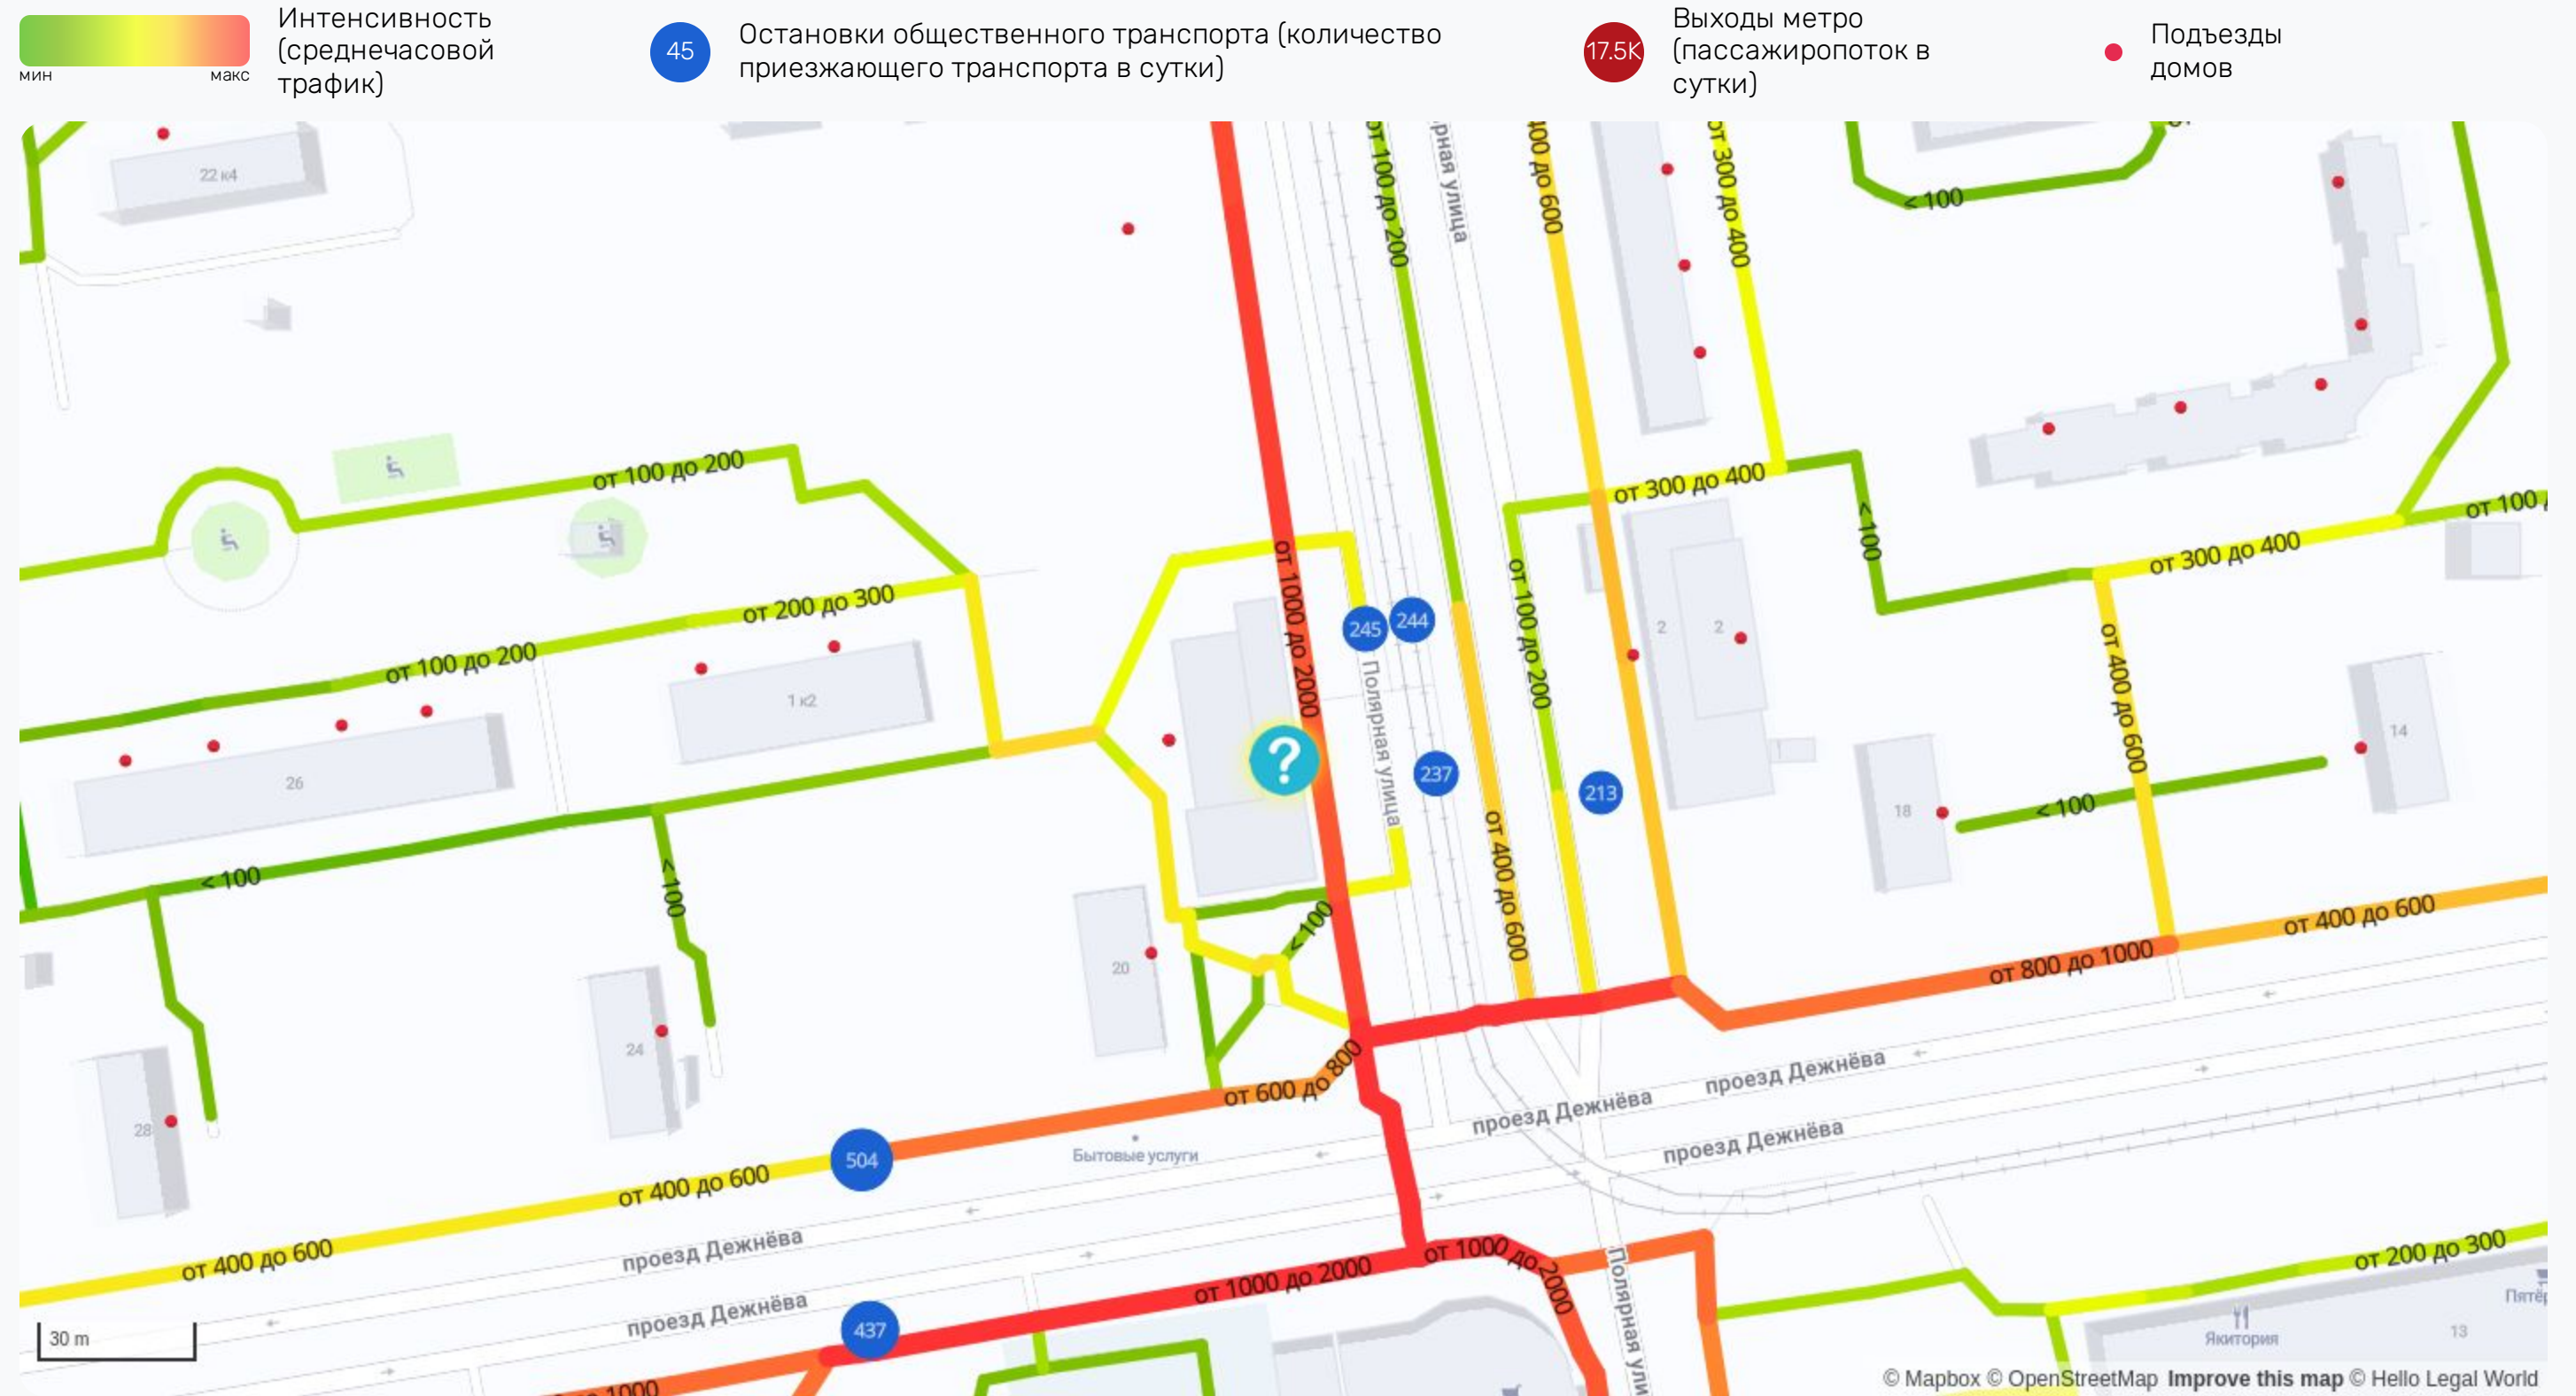 Интенсивность
(среднечасовой
трафик)
мин
макс
45
Остановки общественного транспорта (количество
приезжающего транспорта в сутки)
17.5K
Выходы метро
(пассажиропоток в
сутки)
Подъезды
домов
22 к4
от 100 до 200
400 до 600
от 300 до 400
< 100
от 100 до 200
от 300 до 400
< 100
от 100
от 300 до 400
от 200 до 300
от 100 до 200
1 к2
26
от 1000 до 2000
245
244
Полярная улица
237
213
от 100 до 200
2
2
от 400 до 600
от 400 до 600
14
18
< 100
< 100
< 100
< 100
20
24
28
от 400 до 600
от 800 до 1000
от 600 до 800
504
от 400 до 600
от 400 до 600
Бытовые услуги
проезд Дежнёва
проезд Дежнёва
проезд Дежнёва
проезд Дежнёва
проезд Дежнёва
437
от 1000 до 2000
от 1000 до 2000
от 200 до 300
Якитория
13
30 m
© Mapbox © OpenStreetMap Improve this map © Hello Legal World